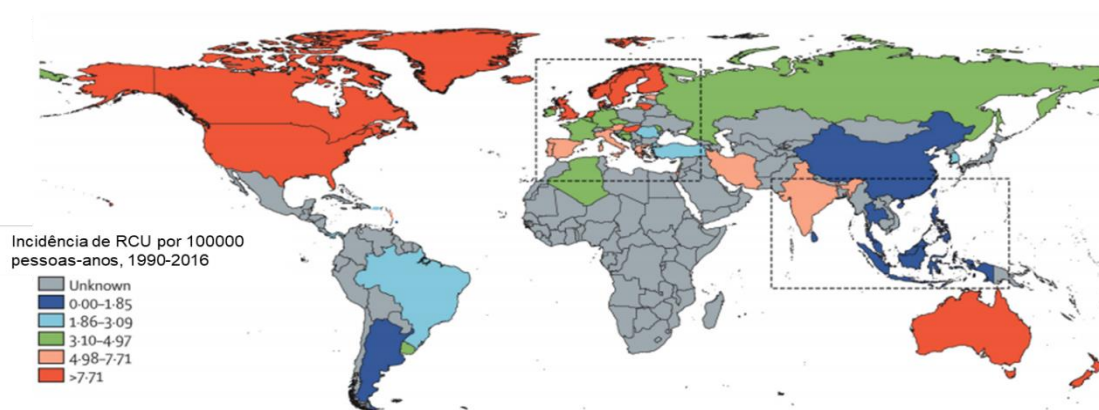 Incidência de RCU por 100000
pessoas-anos, 1990-2016
Unknown
0·00–1·85
1·86–3·09
3·10–4·97
4·98–7·71
>7·71